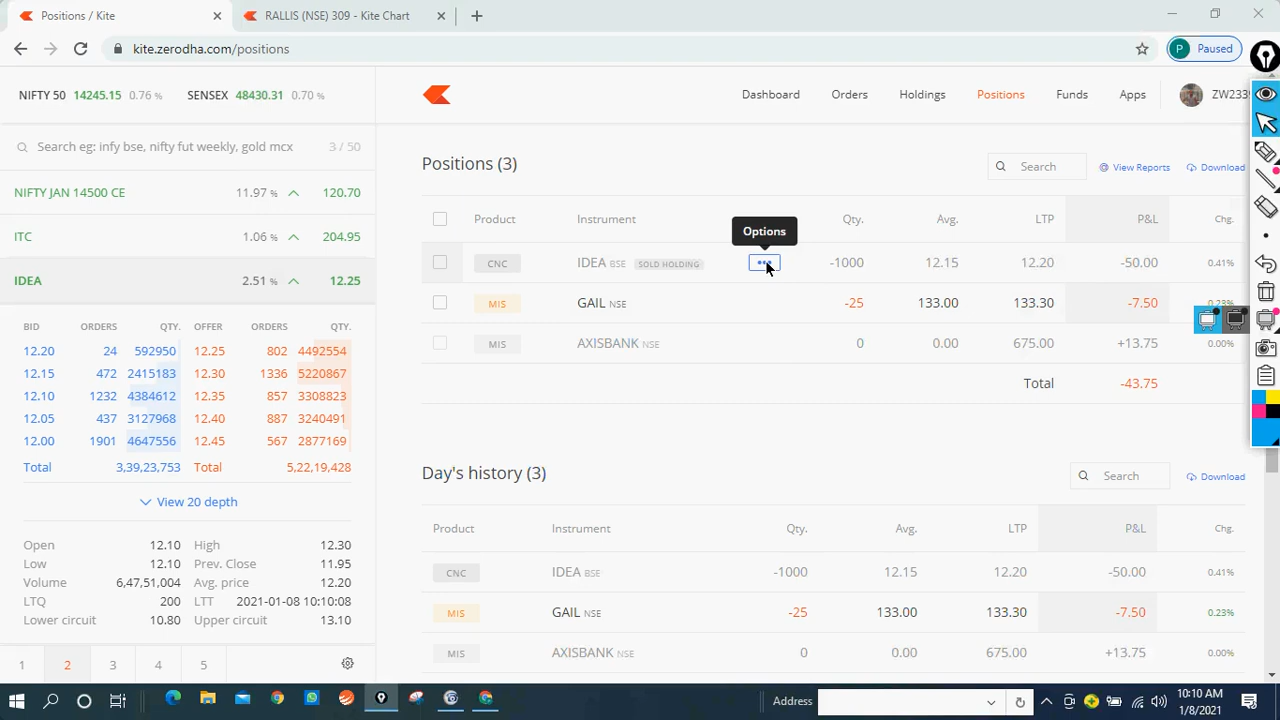 Positions / Kite
RALLIS (NSE) 309 - Kite Chart
kite.zerodha.com/positions
P Paused
NIFTY 50 14245.15 0.76 % SENSEX 48430.31 0.70 %
Dashboard Orders Holdings Positions Funds Apps
Search eg: infy bse, nifty fut weekly, gold mcx 3 / 50
NIFTY JAN 14500 CE 11.97 % 120.70
ITC 1.06 % 204.95
IDEA 2.51 % 12.25
BID ORDERS QTY. OFFER ORDERS QTY.
12.20 24 592950 12.25 802 4492554
12.15 472 2415183 12.30 1336 5220867
12.10 1232 4384612 12.35 857 3308823
12.05 437 3127968 12.40 887 3240491
12.00 1901 4647556 12.45 567 2877169
Total 3,39,23,753 Total 5,22,19,428
View 20 depth
Open 12.10 High 12.30
Low 12.10 Prev. Close 11.95
Volume 6,47,51,004 Avg. price 12.20
LTQ 200 LTT 2021-01-08 10:10:08
Lower circuit 10.80 Upper circuit 13.10
1 2 3 4 5
Positions (3)
Search View Reports Download
Product Instrument Qty. Avg. LTP P&L Chg.
Options
CNC IDEA BSE SOLD HOLDING -1000 12.15 12.20 -50.00 0.41%
MIS GAIL NSE -25 133.00 133.30 -7.50 0.23%
MIS AXISBANK NSE 0 0.00 675.00 +13.75 0.00%
Total -43.75
Day's history (3)
Search Download
Product Instrument Qty. Avg. LTP P&L Chg.
CNC IDEA BSE -1000 12.15 12.20 -50.00 0.41%
MIS GAIL NSE -25 133.00 133.30 -7.50 0.23%
MIS AXISBANK NSE 0 0.00 675.00 +13.75 0.00%
Address
10:10 AM
1/8/2021